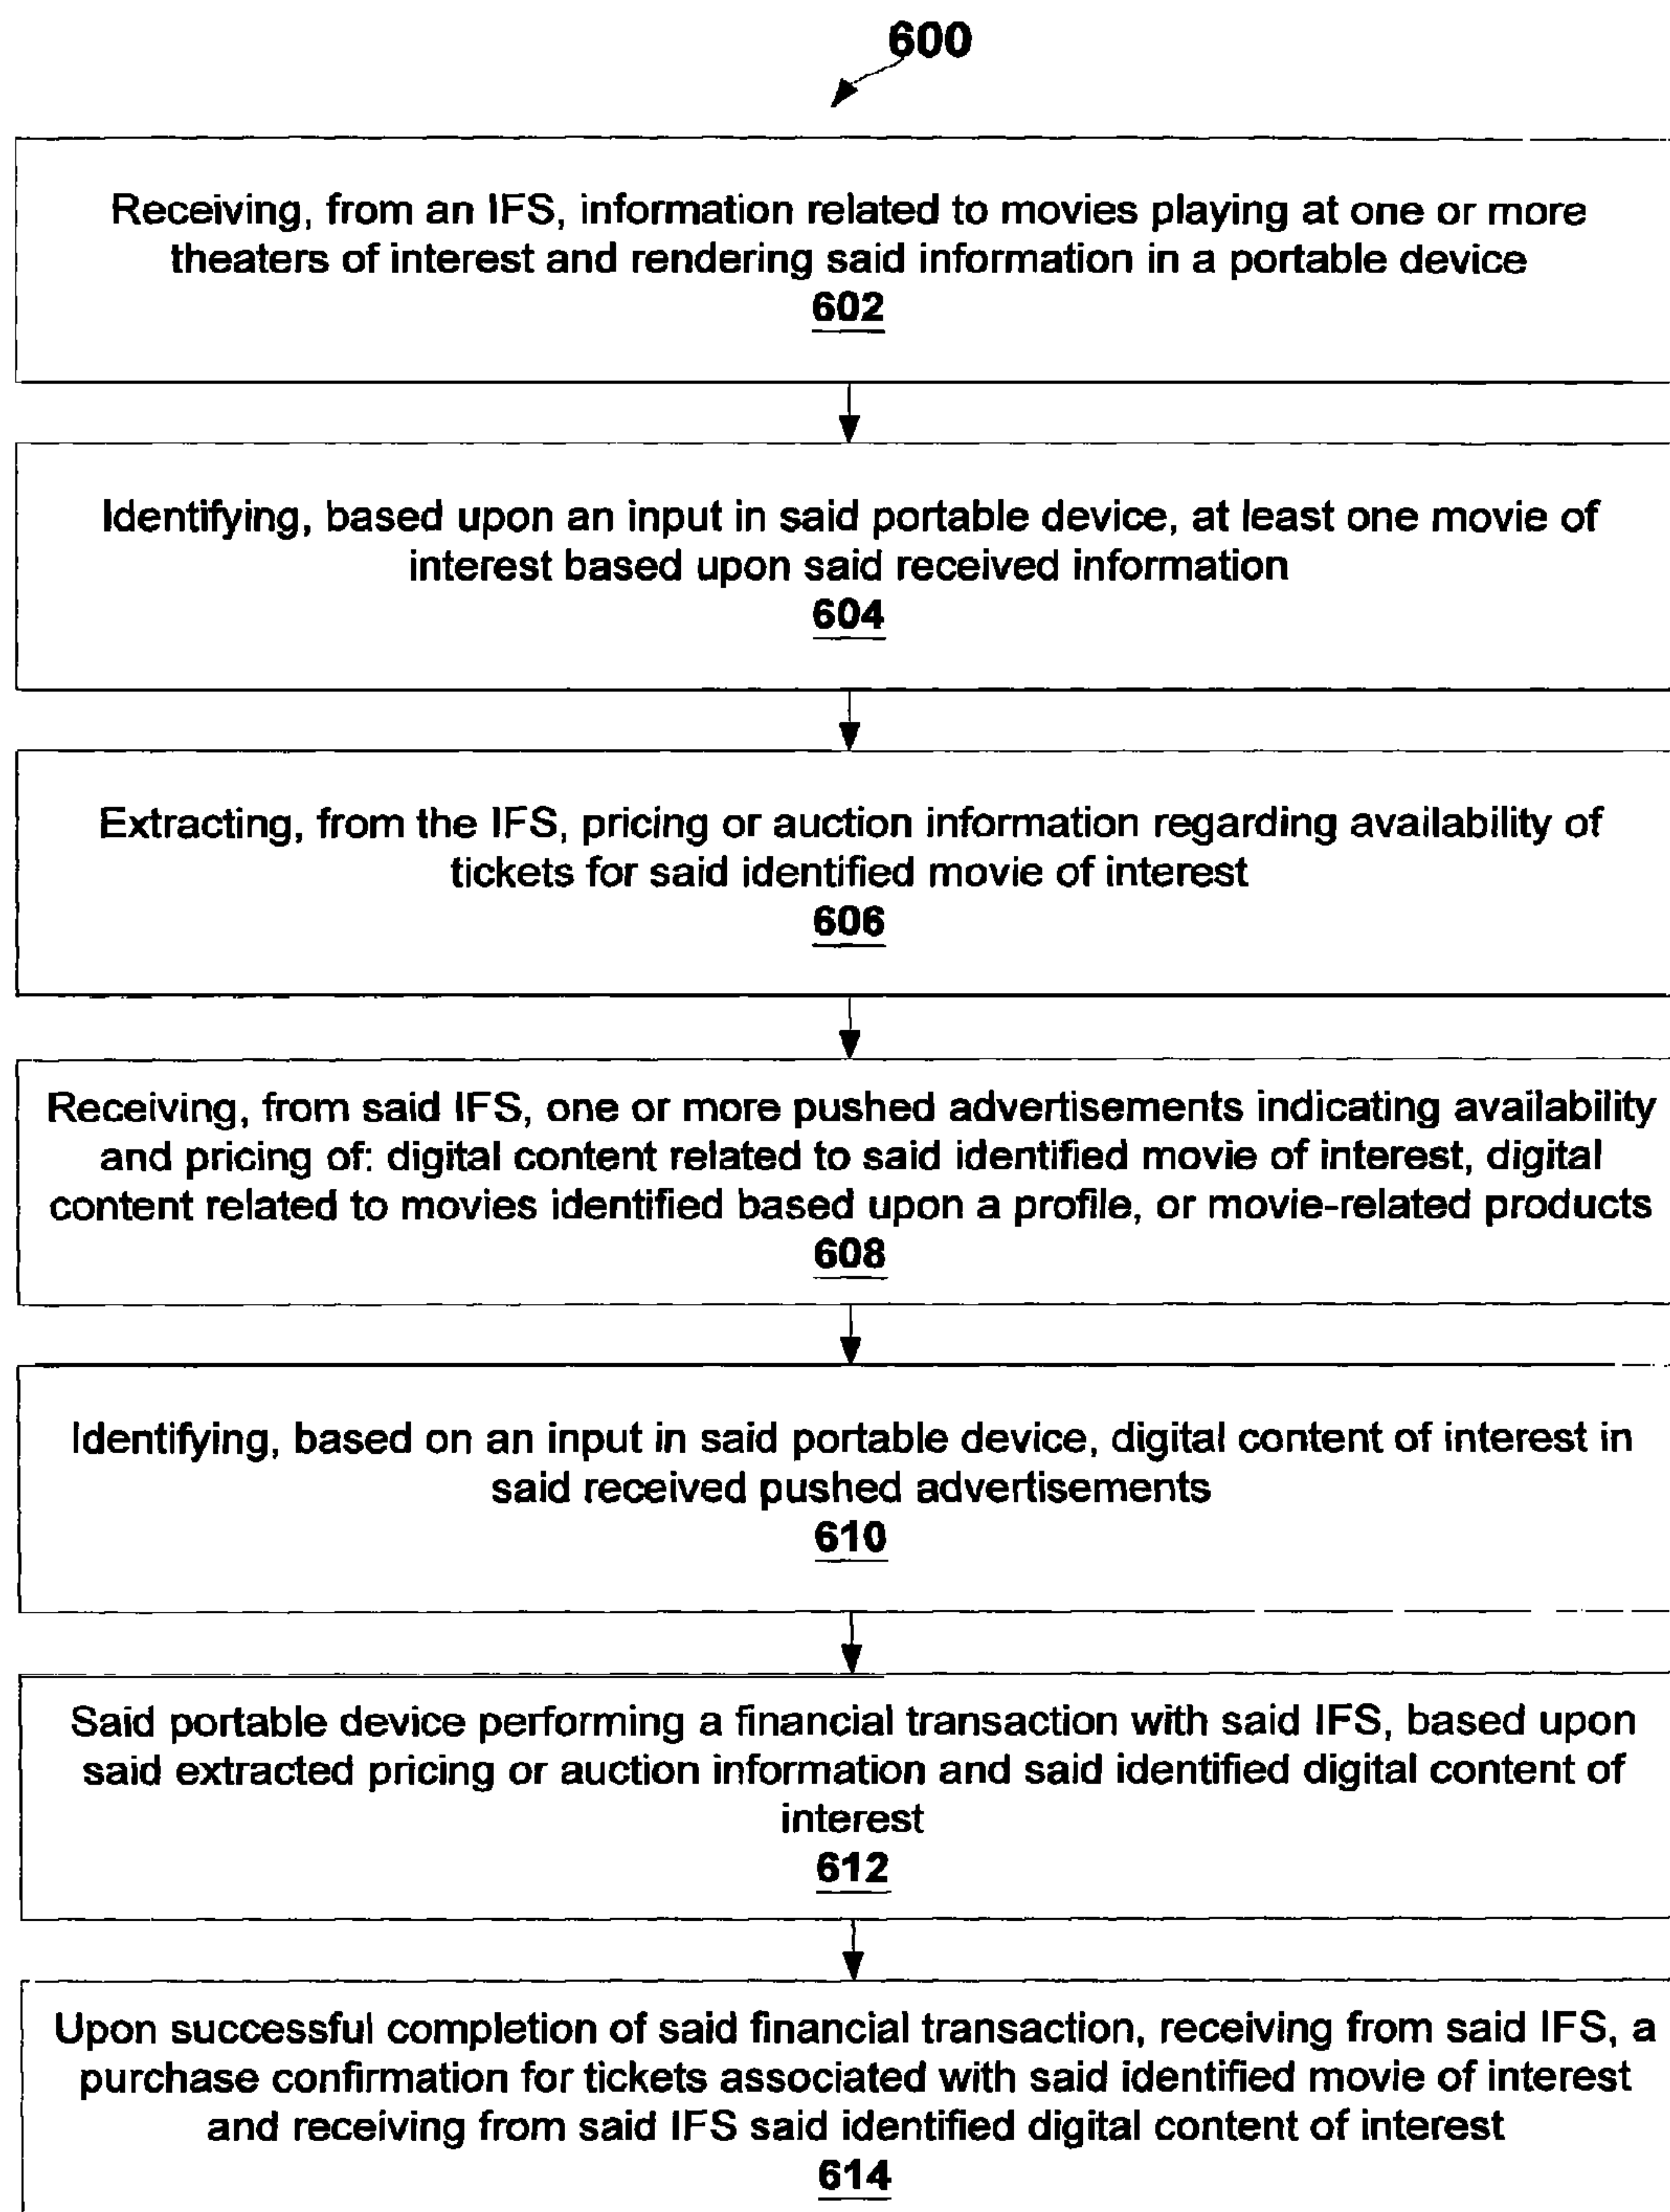 600
Receiving, from an IFS, information related to movies playing at one or more
theaters of interest and rendering said information in a portable device
602
Identifying, based upon an input in said portable device, at least one movie of
interest based upon said received information
604
Extracting, from the IFS, pricing or auction information regarding availability of
tickets for said identified movie of interest
606
Receiving, from said IFS, one or more pushed advertisements indicating availability
and pricing of: digital content related to said identified movie of interest, digital
content related to movies identified based upon a profile, or movie-related products
608
Identifying, based on an input in said portable device, digital content of interest in
said received pushed advertisements
610
Said portable device performing a financial transaction with said IFS, based upon
said extracted pricing or auction information and said identified digital content of
interest
612
Upon successful completion of said financial transaction, receiving from said IFS, a
purchase confirmation for tickets associated with said identified movie of interest
and receiving from said IFS said identified digital content of interest
614